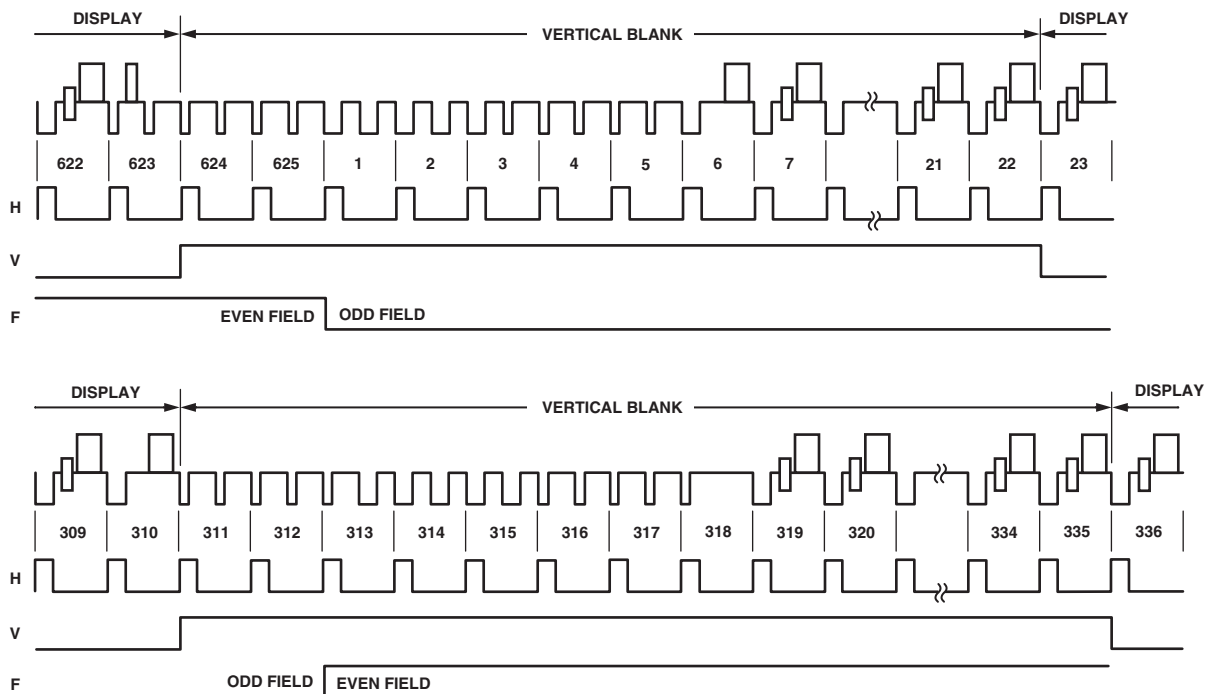 DISPLAY VERTICAL BLANK DISPLAY
622 623 624 625 1 2 3 4 5 6 7 21 22 23
H
V
F EVEN FIELD ODD FIELD
DISPLAY VERTICAL BLANK DISPLAY
309 310 311 312 313 314 315 316 317 318 319 320 334 335 336
H
V
F ODD FIELD EVEN FIELD